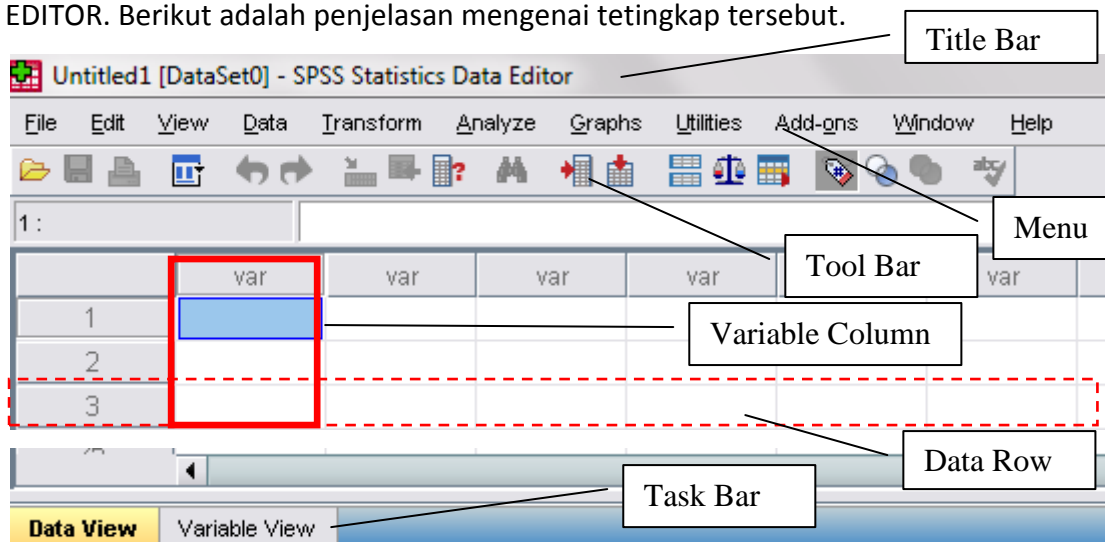 EDITOR. Berikut adalah penjelasan mengenai tetingkap tersebut.
Title Bar
Untitled1 [DataSet0] - SPSS Statistics Data Editor
File Edit View Data Transform Analyze Graphs Utilities Add-ons Window Help
1 :
Menu
Tool Bar
var var var var var
1
Variable Column
2
3
Data Row
Task Bar
Data View Variable View